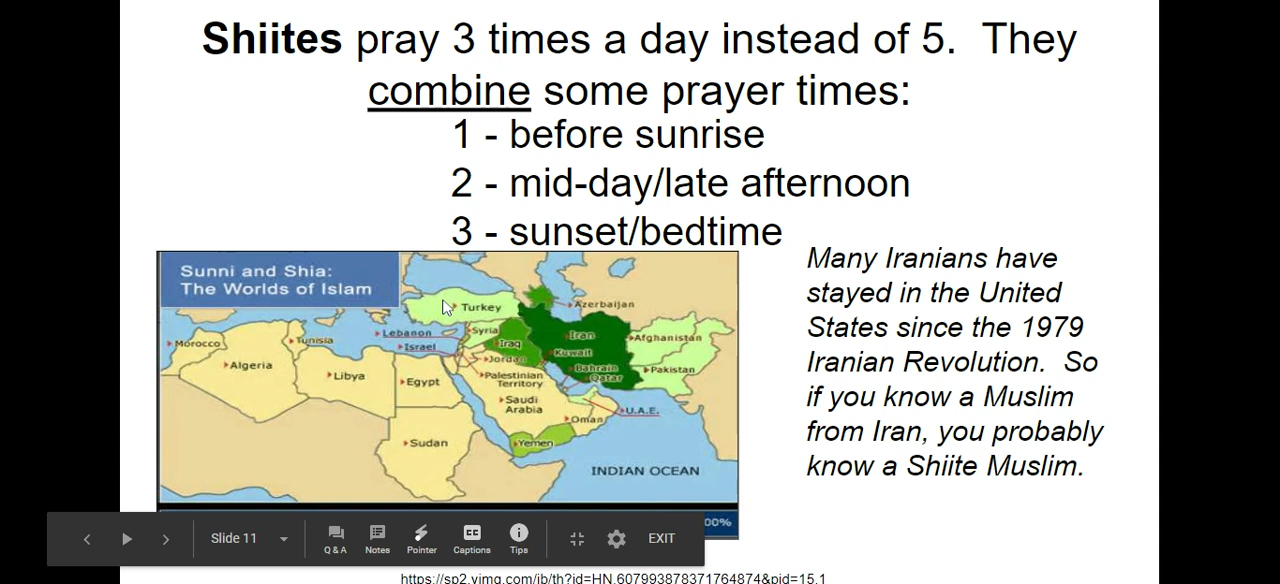 Shiites pray 3 times a day instead of 5. They
combine some prayer times:
1 - before sunrise
2 - mid-day/late afternoon
3 - sunset/bedtime
Many Iranians have
stayed in the United
States since the 1979
Iranian Revolution. So
if you know a Muslim
from Iran, you probably
know a Shiite Muslim.
Sunni and Shia:
The Worlds of Islam
Turkey
Azerbaijan
Lebanon
Syria
Iran
Afghanistan
Morocco
Tunisia
Israel
Iraq
Kuwait
Jordan
Algeria
Libya
Egypt
Palestinian
Territory
Bahrain
Qatar
Pakistan
Saudi
Arabia
U.A.E.
Oman
Sudan
Yemen
INDIAN OCEAN
00%
Slide 11
Q & A
Notes
Pointer
Captions
Tips
EXIT
https://sp2.yimg.com/ib/th?id=HN.607993878371764874&pid=15.1